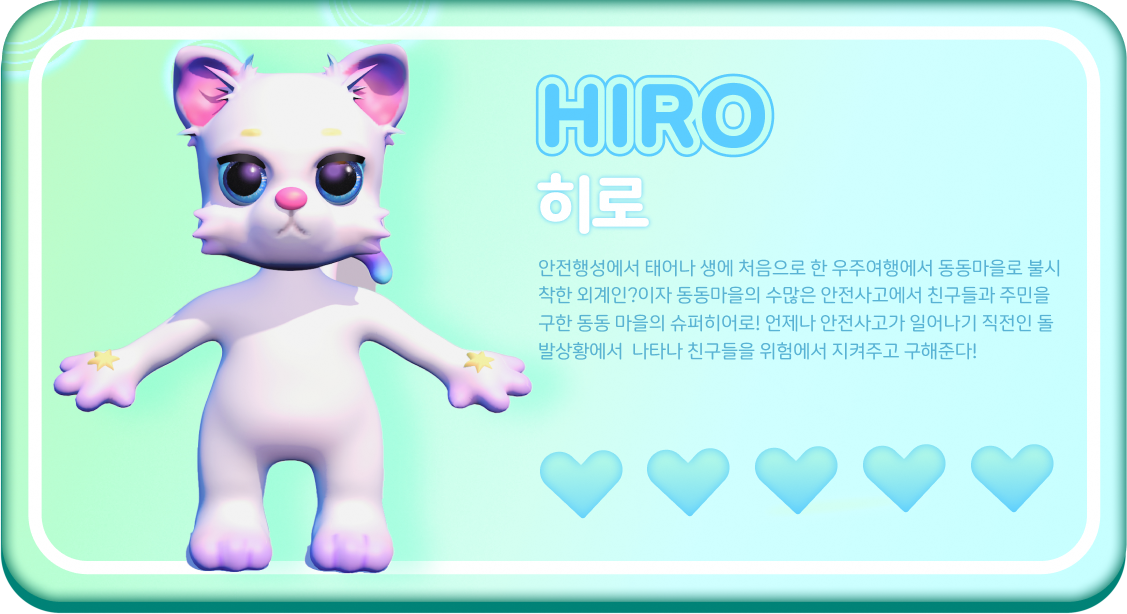 HIRO
히로
안전행성에서 태어나 생에 처음으로 한 우주여행에서 동동마을로 불시
착한 외계인?이자 동동마을의 수많은 안전사고에서 친구들과 주민을
구한 동동 마을의 슈퍼히어로! 언제나 안전사고가 일어나기 직전인 돌
발상황에서 나타나 친구들을 위험에서 지켜주고 구해준다!